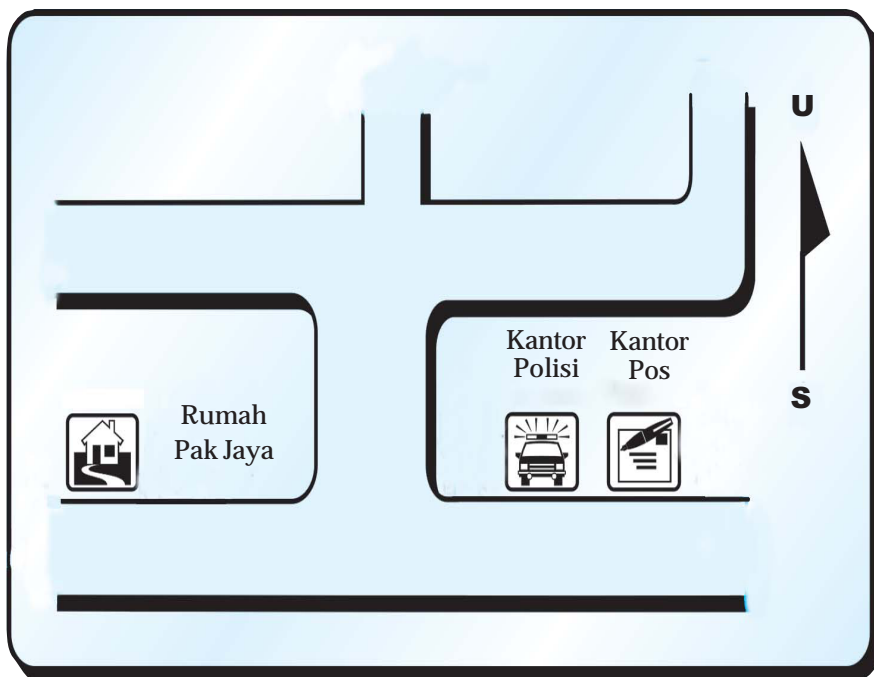 U
Kantor
Polisi
Kantor
Pos
S
Rumah
Pak Jaya